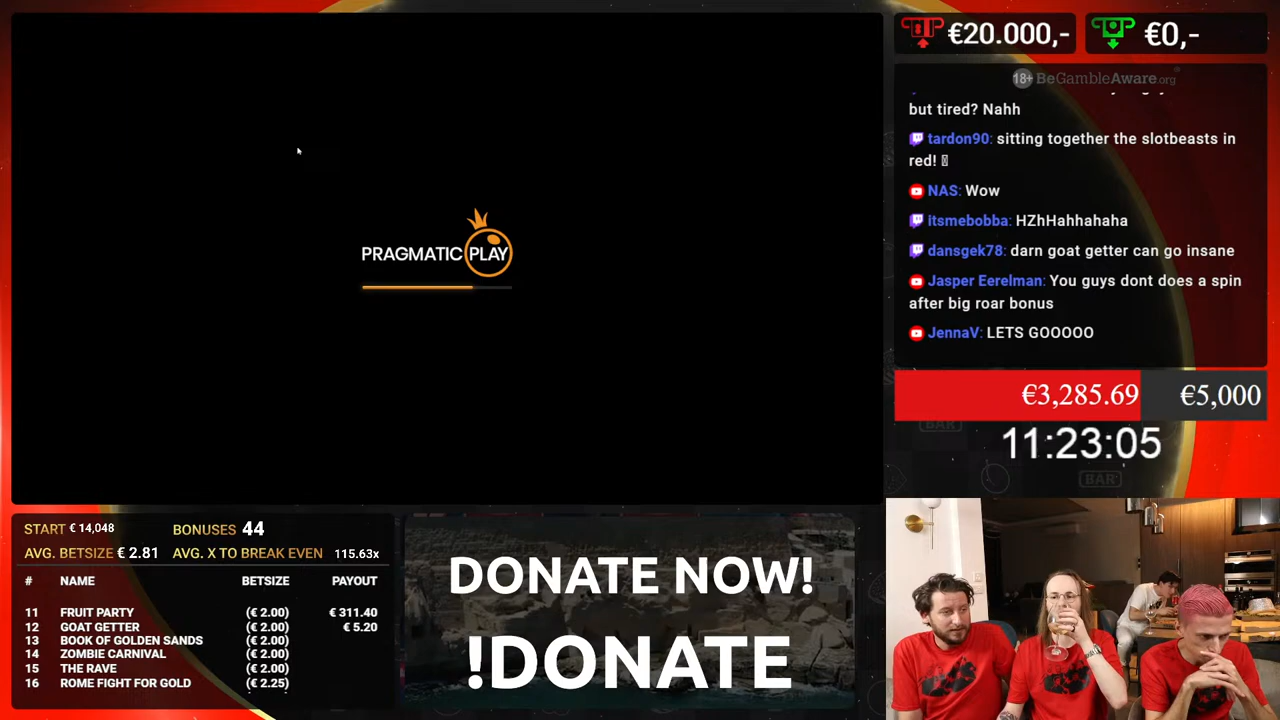 PRAGMATIC PLAY
€20.000,-
€0,-
18+ BeGambleAware.org
but tired? Nahh
tardon90: sitting together the slotbeasts in
red!
NAS: Wow
itsmebobba: HZhHahhahaha
dansgek78: darn goat getter can go insane
Jasper Eerelman: You guys dont does a spin
after big roar bonus
JennaV: LETS GOOOOO
€3,285.69
€5,000
BAR
11:23:05
BAR
START € 14,048
BONUSES 44
AVG. BETSIZE € 2.81
AVG. X TO BREAK EVEN 115.63x
# NAME BETSIZE PAYOUT
11 FRUIT PARTY (€ 2.00) € 311.40
12 GOAT GETTER (€ 2.00) € 5.20
13 BOOK OF GOLDEN SANDS (€ 2.00)
14 ZOMBIE CARNIVAL (€ 2.00)
15 THE RAVE (€ 2.00)
16 ROME FIGHT FOR GOLD (€ 2.25)
DONATE NOW!
!DONATE